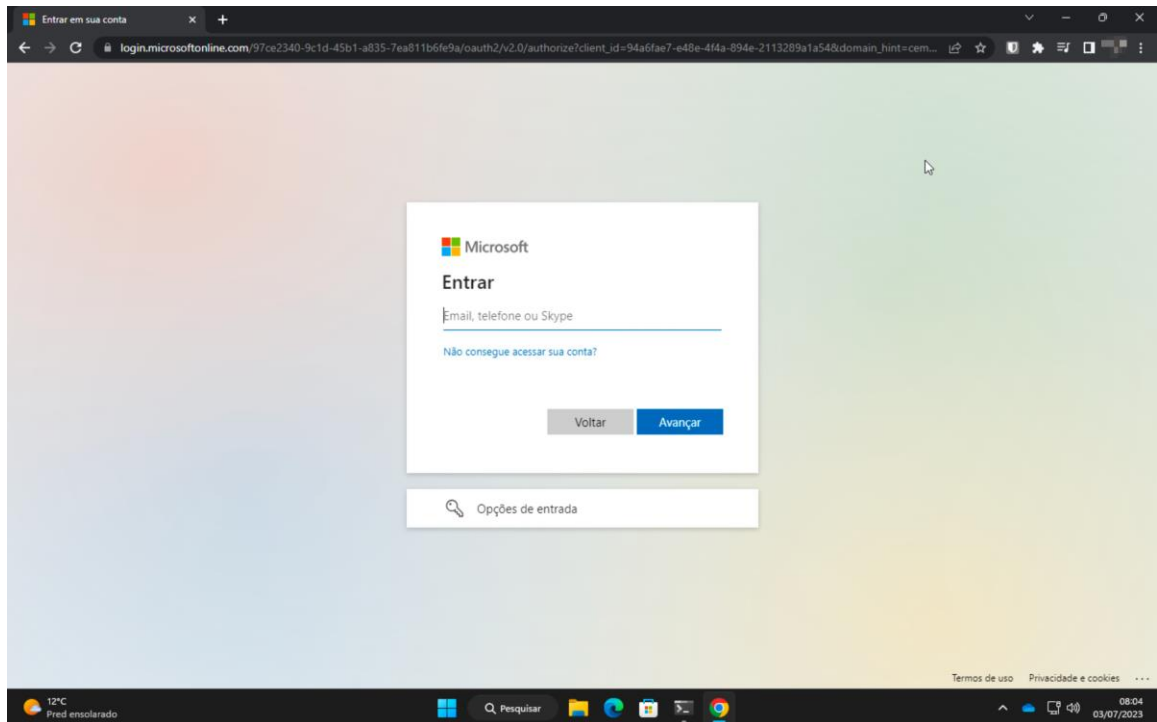 Entrar em sua conta
login.microsoftonline.com/97ce2340-9c1d-45b1-a835-7ea811b6fe9a/oauth2/v2.0/authorize?client_id=94a6fae7-e48e-4f4a-894e-2113289a1a54&domain_hint=cem...
Microsoft
Entrar
Email, telefone ou Skype
Não consegue acessar sua conta?
Voltar Avançar
Opções de entrada
Termos de uso Privacidade e cookies ...
12°C
Pred ensolarado
Pesquisar
08:04
03/07/2023